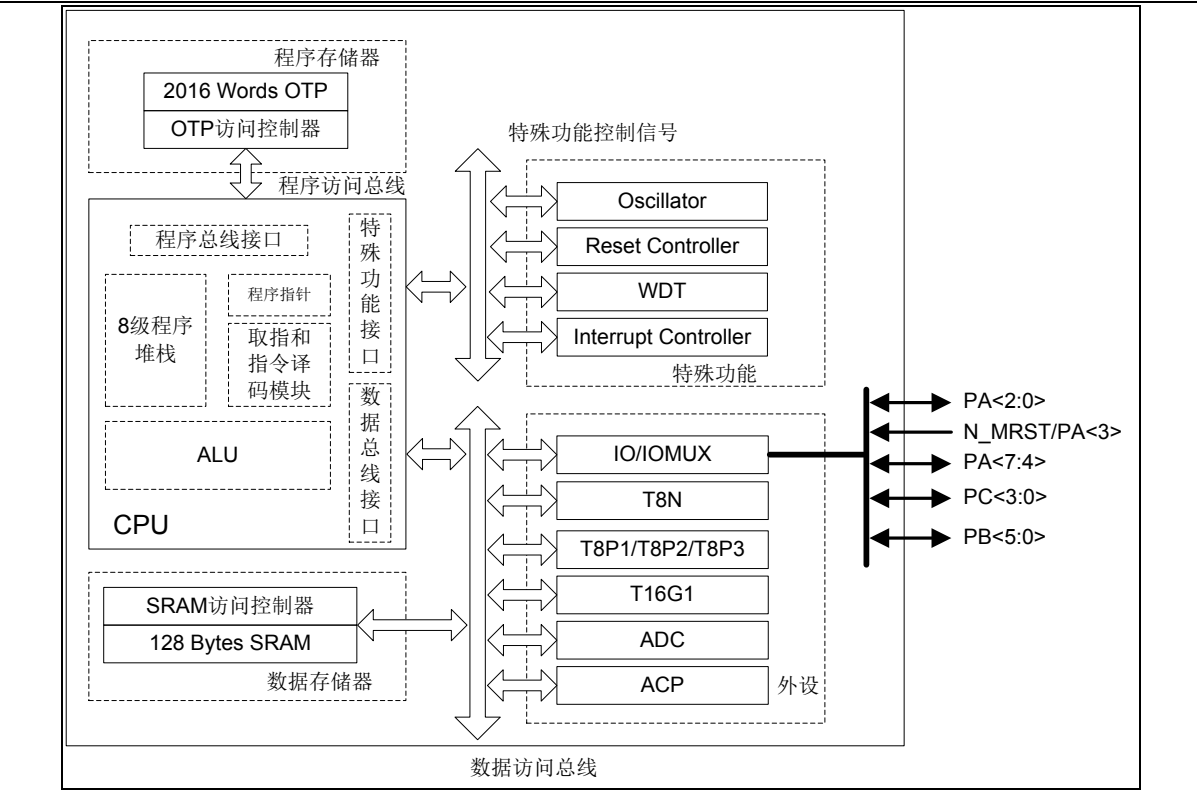 程序存储器
2016 Words OTP
OTP访问控制器
程序访问总线
程序总线接口
8级程序
堆栈
程序指针
取指和
指令译
码模块
ALU
CPU
特
殊
功
能
接
口
数
据
总
线
接
口
SRAM访问控制器
128 Bytes SRAM
数据存储器
特殊功能控制信号
Oscillator
Reset Controller
WDT
Interrupt Controller
特殊功能
IO/IOMUX
T8N
T8P1/T8P2/T8P3
T16G1
ADC
ACP
外设
数据访问总线
PA<2:0>
N_MRST/PA<3>
PA<7:4>
PC<3:0>
PB<5:0>